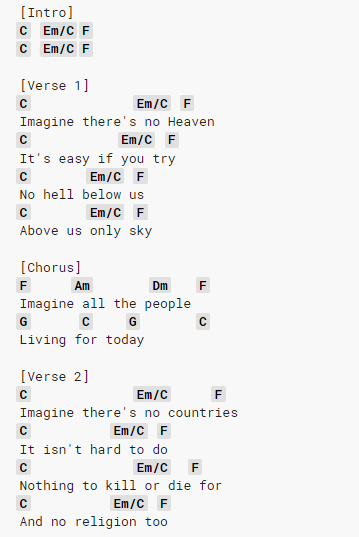 [Intro]
C Em/C F
C Em/C F
[Verse 1]
C Em/C F
Imagine there's no Heaven
C Em/C F
It's easy if you try
C Em/C F
No hell below us
C Em/C F
Above us only sky
[Chorus]
F Am Dm F
Imagine all the people
G C G C
Living for today
[Verse 2]
C Em/C F
Imagine there's no countries
C Em/C F
It isn't hard to do
C Em/C F
Nothing to kill or die for
C Em/C F
And no religion too